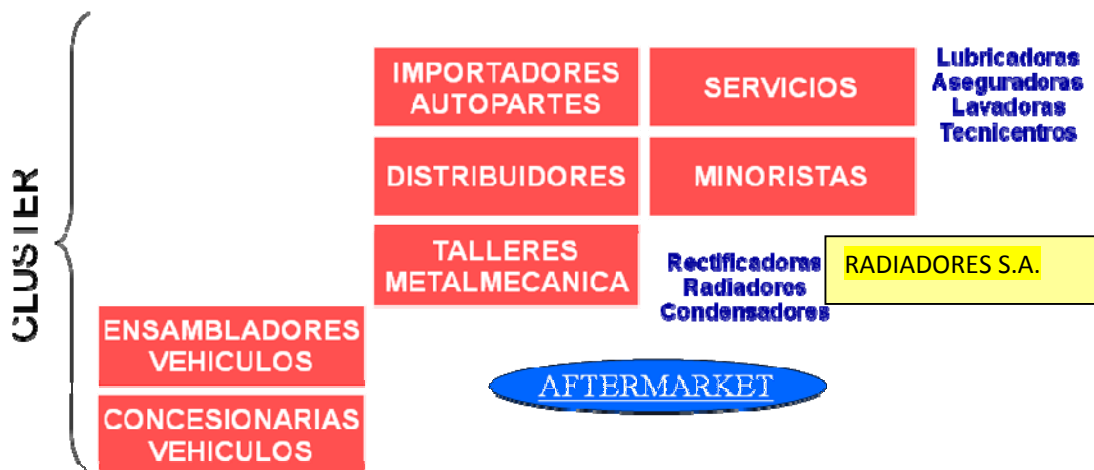 CLUSTER
IMPORTADORES
AUTOPARTES
SERVICIOS
Lubricadoras
Aseguradoras
Lavadoras
Tecnicentros
DISTRIBUIDORES
MINORISTAS
TALLERES
METALMECANICA
Rectificadoras
Radiadores
Condensadores
RADIADORES S.A.
ENSAMBLADORES
VEHICULOS
AFTERMARKET
CONCESIONARIAS
VEHICULOS